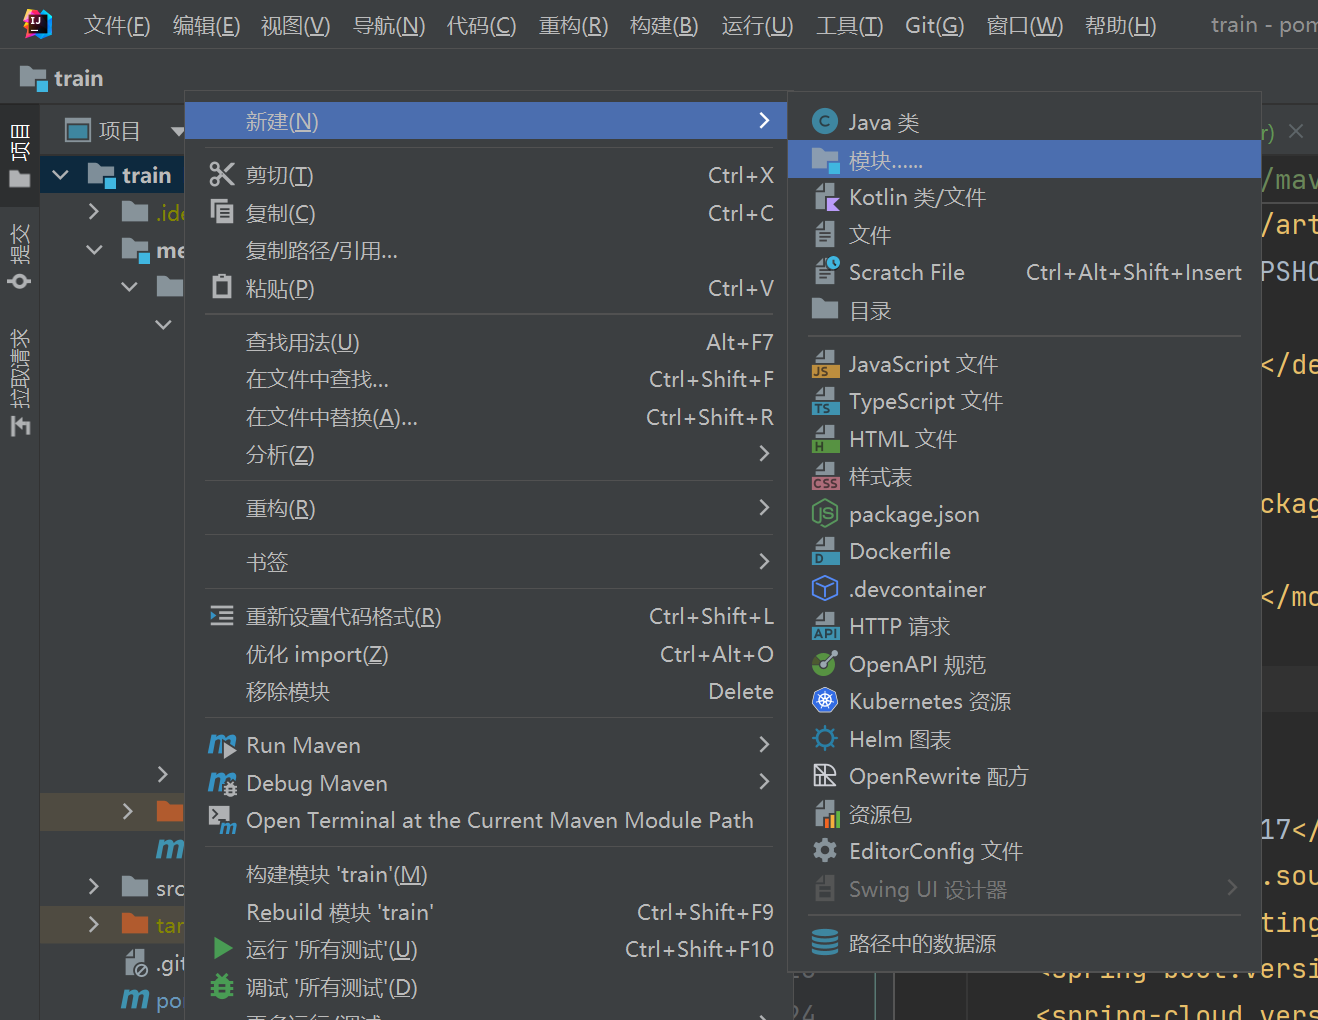 文件(F) 编辑(E) 视图(V) 导航(N) 代码(C) 重构(R) 构建(B) 运行(U) 工具(T) Git(G) 窗口(W) 帮助(H) train - pom
train
项目
提交
拉取请求
项目
train
.ide
me
src
tar
.git
po
新建(N)
剪切(T) Ctrl+X
复制(C) Ctrl+C
复制路径/引用...
粘贴(P) Ctrl+V
查找用法(U) Alt+F7
在文件中查找... Ctrl+Shift+F
在文件中替换(A)... Ctrl+Shift+R
分析(Z)
重构(R)
书签
重新设置代码格式(R) Ctrl+Shift+L
优化 import(Z) Ctrl+Alt+O
移除模块 Delete
Run Maven
Debug Maven
Open Terminal at the Current Maven Module Path
构建模块 'train'(M)
Rebuild 模块 'train' Ctrl+Shift+F9
运行 '所有测试'(U) Ctrl+Shift+F10
调试 '所有测试'(D)
更多运行/调试
Java 类
模块......
Kotlin 类/文件
文件
Scratch File Ctrl+Alt+Shift+Insert
目录
JavaScript 文件
TypeScript 文件
HTML 文件
样式表
package.json
Dockerfile
.devcontainer
HTTP 请求
OpenAPI 规范
Kubernetes 资源
Helm 图表
OpenRewrite 配方
资源包
EditorConfig 文件
Swing UI 设计器
路径中的数据源
r)
/mav
/art
PSHO
</de
ckag
</mo
17</
.sou
ting
<spring-boot.versi
24 <spring-cloud.vers